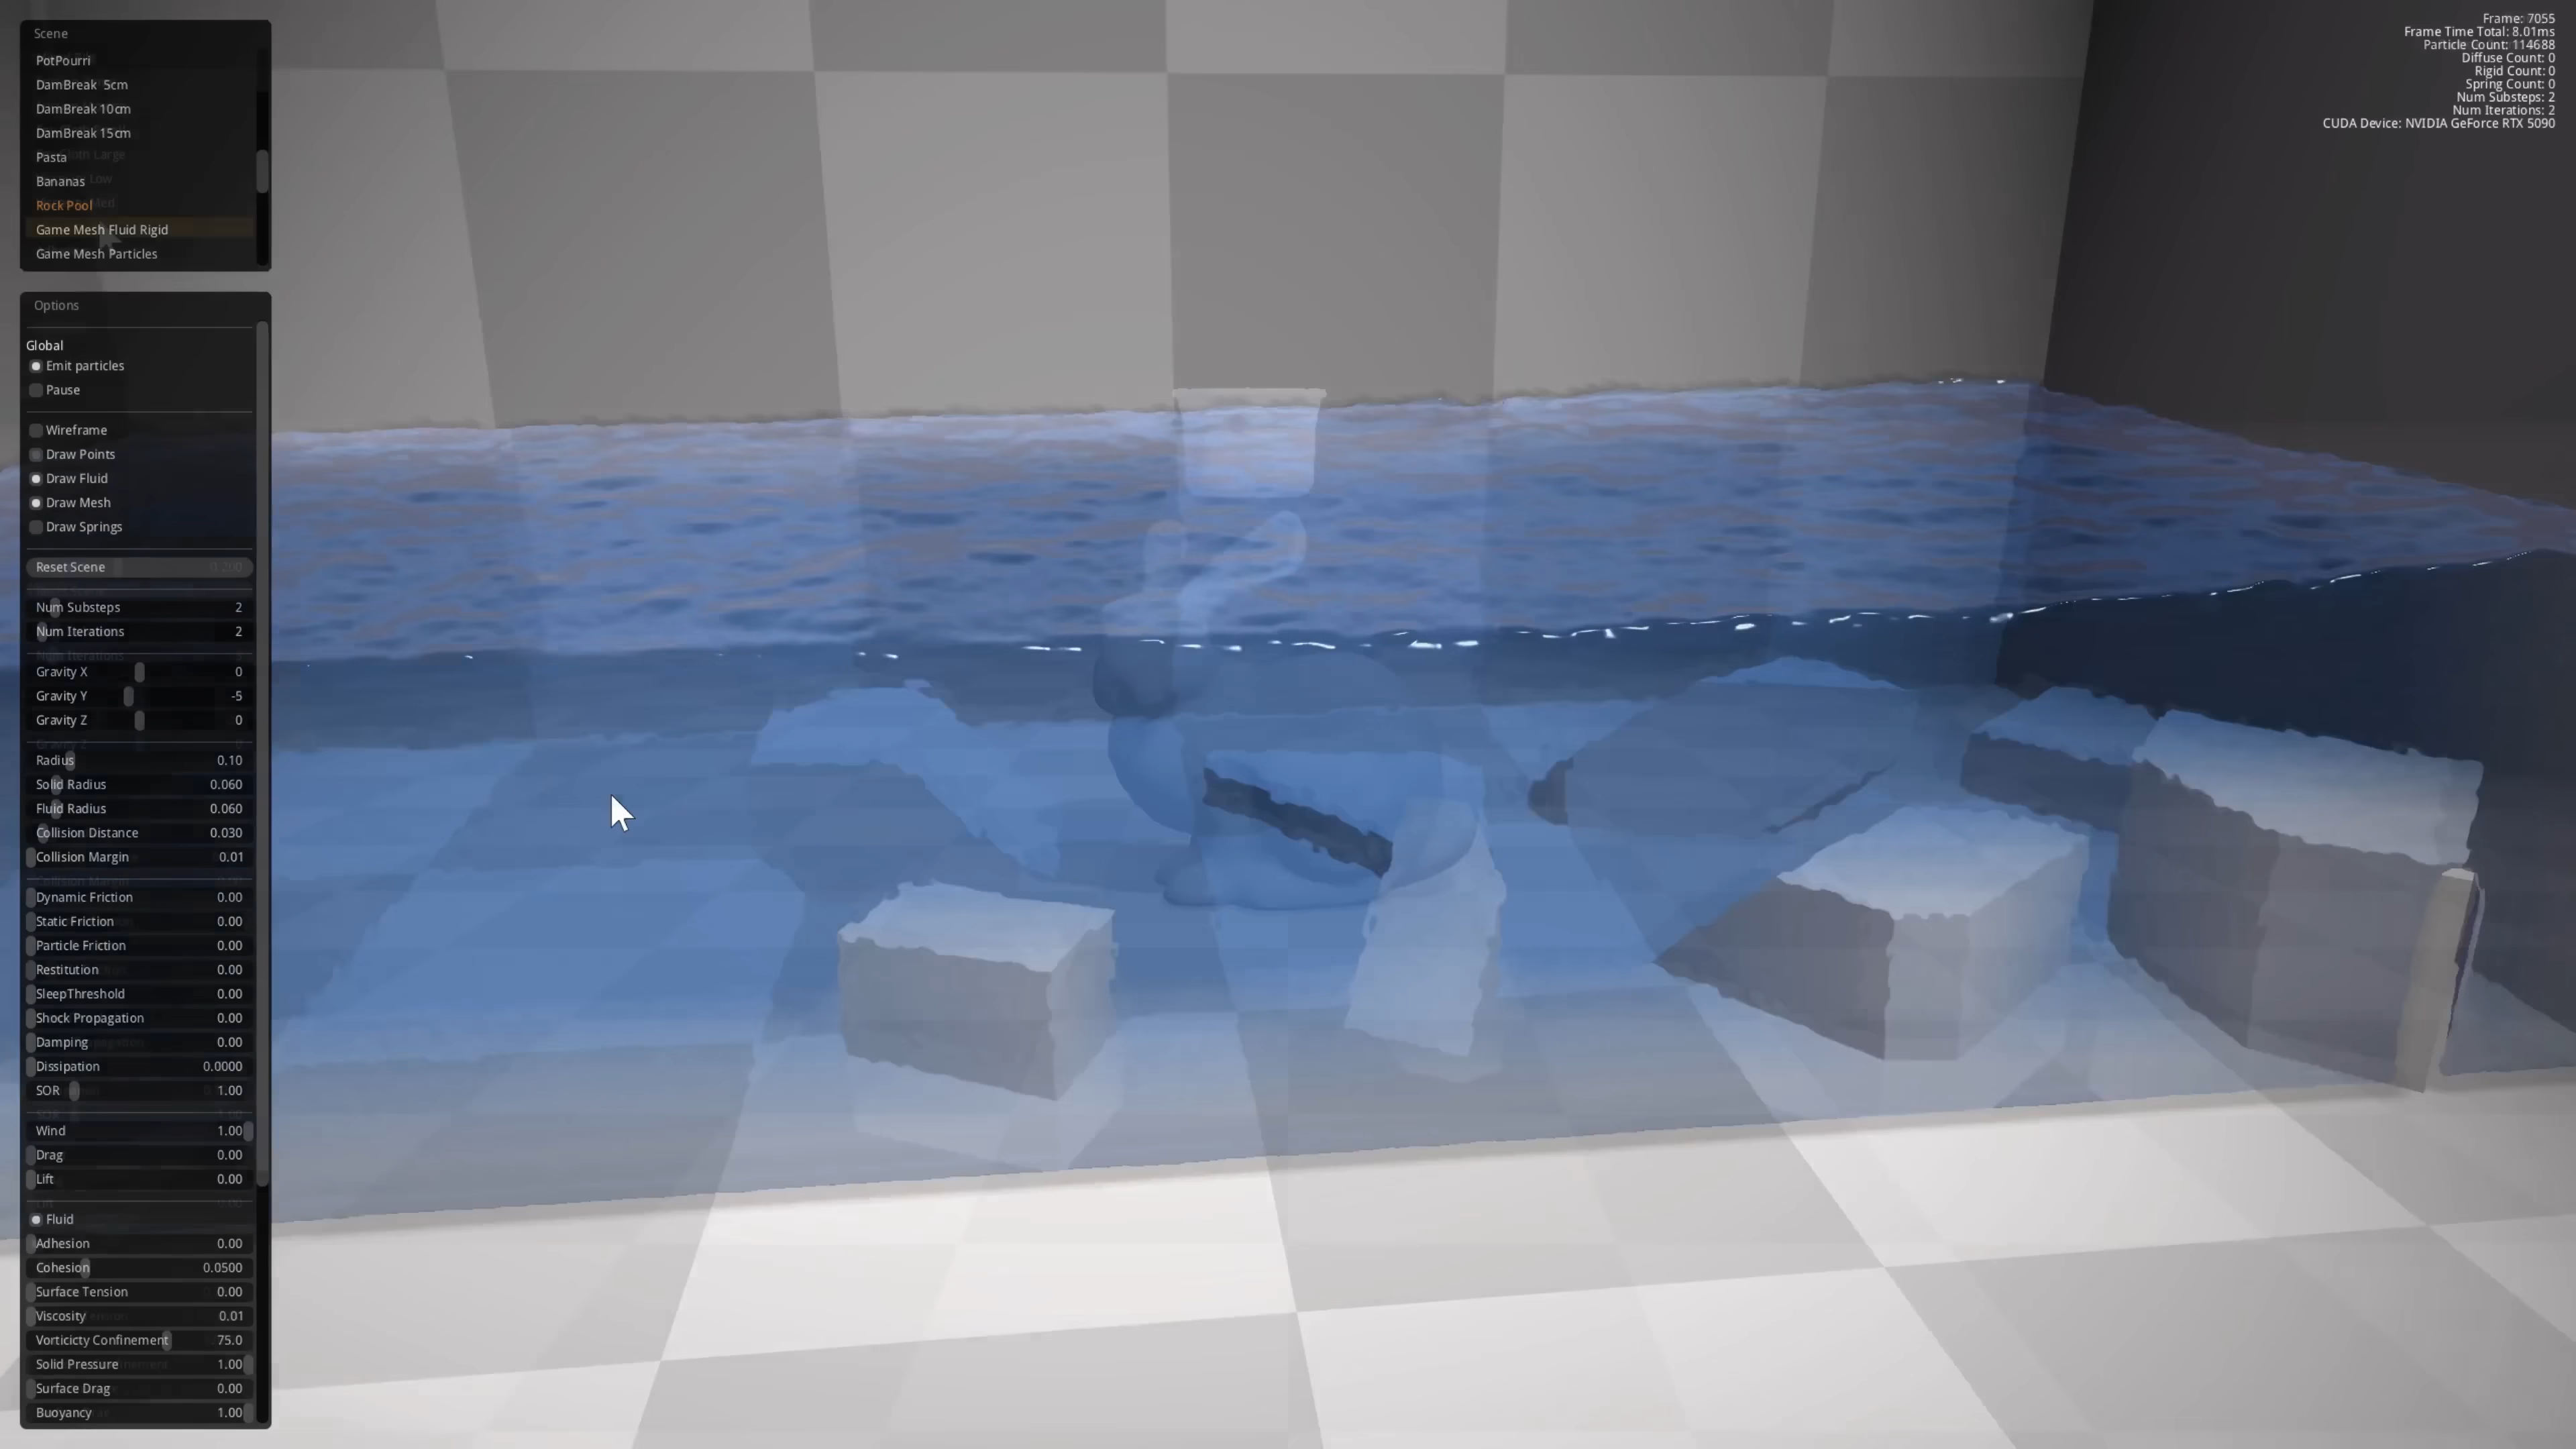 Scene
PotPourri
DamBreak 5cm
DamBreak 10cm
DamBreak 15cm
Pasta
Bananas
Rock Pool
Game Mesh Fluid Rigid
Game Mesh Particles
Options
Global
Emit particles
Pause
Wireframe
Draw Points
Draw Fluid
Draw Mesh
Draw Springs
Reset Scene
Num Substeps 2
Num Iterations 2
Gravity X 0
Gravity Y -5
Gravity Z 0
Radius 0.10
Solid Radius 0.060
Fluid Radius 0.060
Collision Distance 0.030
Collision Margin 0.01
Dynamic Friction 0.00
Static Friction 0.00
Particle Friction 0.00
Restitution 0.00
SleepThreshold 0.00
Shock Propagation 0.00
Damping 0.00
Dissipation 0.0000
SOR 1.00
Wind 1.00
Drag 0.00
Lift 0.00
Fluid
Adhesion 0.00
Cohesion 0.0500
Surface Tension 0.00
Viscosity 0.01
Vorticicty Confinement 75.0
Solid Pressure 1.00
Surface Drag 0.00
Buoyancy 1.00
Frame: 7055
Frame Time Total: 8.01ms
Particle Count: 114688
Diffuse Count: 0
Rigid Count: 0
Spring Count: 0
Num Substeps: 2
Num Iterations: 2
CUDA Device: NVIDIA GeForce RTX 5090